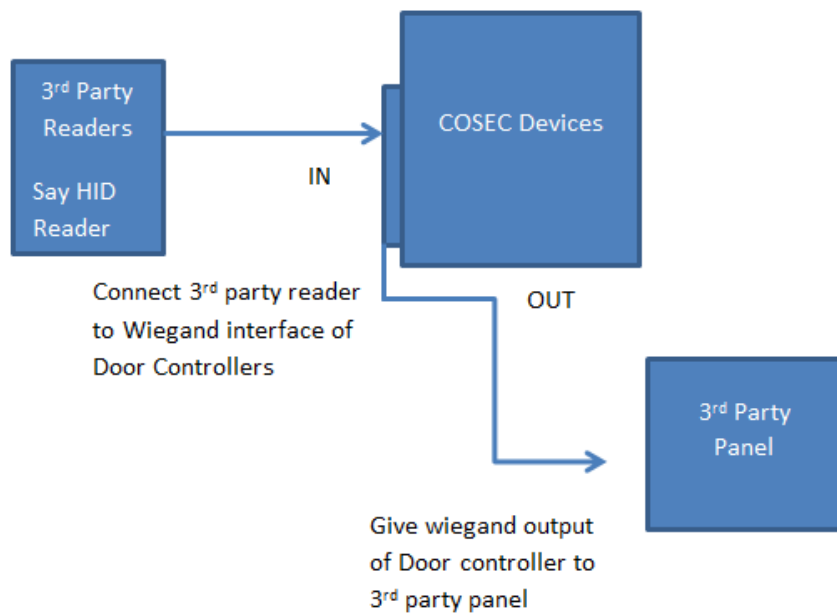 3rd Party
Readers
Say HID
Reader
IN
COSEC Devices
Connect 3rd party reader
to Wiegand interface of
Door Controllers
OUT
3rd Party
Panel
Give wiegand output
of Door controller to
3rd party panel